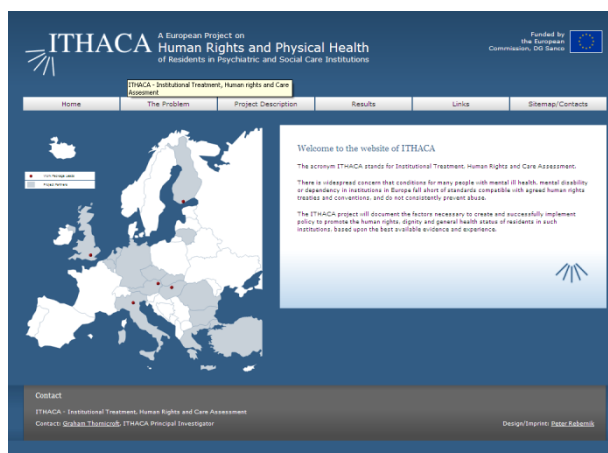 ITHACA
A European Project on
Human Rights and Physical Health
of Residents in Psychiatric and Social Care Institutions
Funded by
the European
Commission, DG Sanco
ITHACA - Institutional Treatment, Human rights and Care
Assesment
Home The Problem Project Description Results Links Sitemap/Contacts
Project Partners
Welcome to the website of ITHACA
The acronym ITHACA stands for Institutional Treatment, Human Rights and Care Assessment.
There is widespread concern that conditions for many people with mental ill health, mental disability
or dependency in institutions in Europe fall short of standards compatible with agreed human rights
treaties and conventions, and do not consistently prevent abuse.
The ITHACA project will document the factors necessary to create and successfully implement
policy to promote the human rights, dignity and general health status of residents in such
institutions, based upon the best available evidence and experience.
Contact
ITHACA - Institutional Treatment, Human Rights and Care Assessment
Contact: Graham Thornicroft, ITHACA Principal Investigator
Design/Imprint: Peter Rebernik